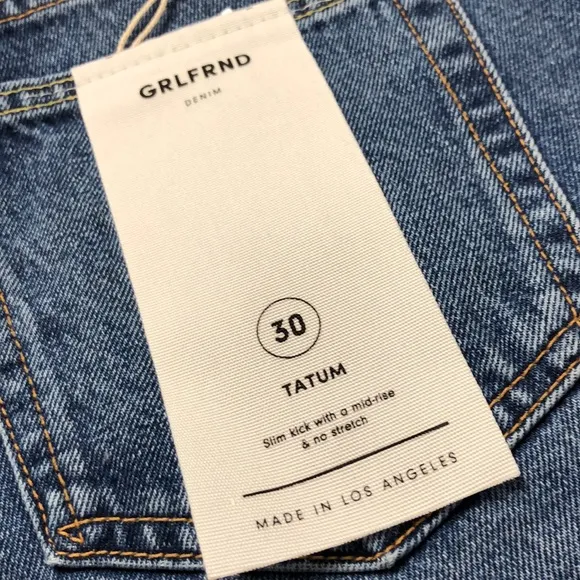 GRLFRND
DENIM
30
TATUM
Slim kick with a mid-rise
& no stretch
MADE IN LOS ANGELES